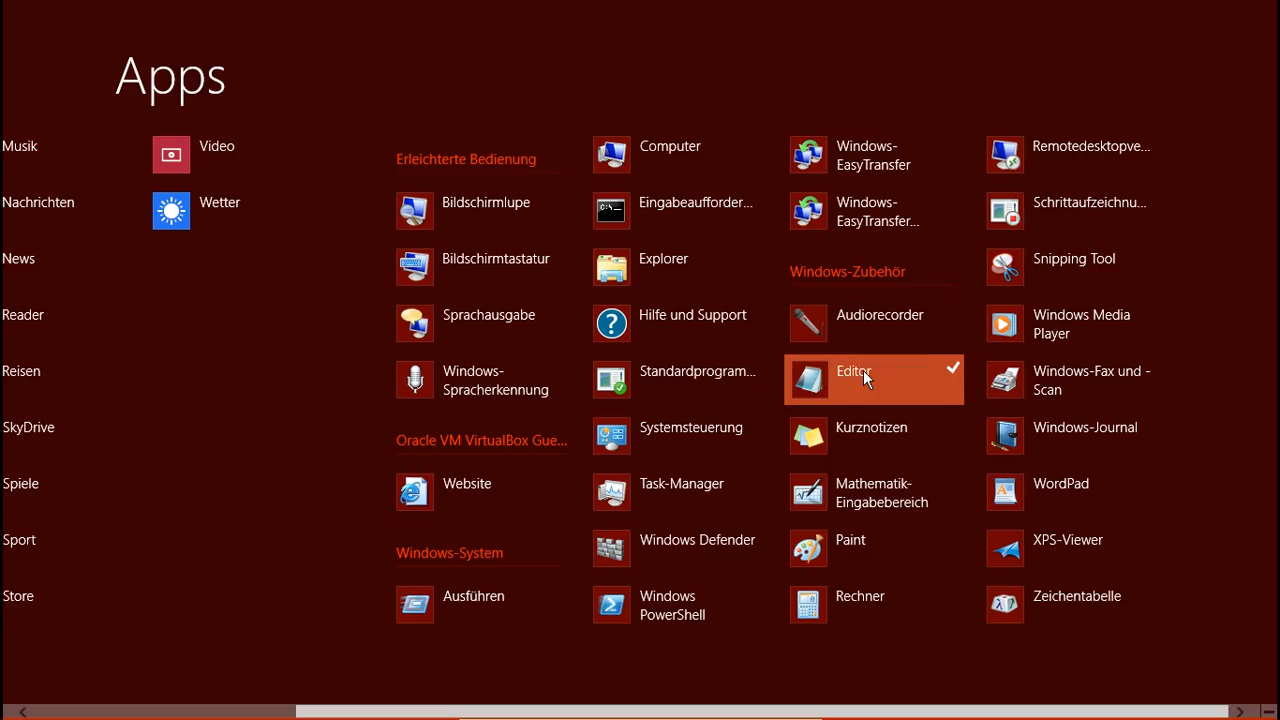 Apps
Musik
Nachrichten
News
Reader
Reisen
SkyDrive
Spiele
Sport
Store
Video
Wetter
Erleichterte Bedienung
Bildschirmlupe
Bildschirmtastatur
Sprachausgabe
Windows-
Spracherkennung
Oracle VM VirtualBox Gue...
Website
Windows-System
Ausführen
Computer
Eingabeaufforder...
Explorer
Hilfe und Support
Standardprogram...
Systemsteuerung
Task-Manager
Windows Defender
Windows
PowerShell
Windows-
EasyTransfer
Windows-
EasyTransfer...
Windows-Zubehör
Audiorecorder
Editor
Kurznotizen
Mathematik-
Eingabebereich
Paint
Rechner
Remotedesktopve...
Schrittaufzeichnu...
Snipping Tool
Windows Media
Player
Windows-Fax und -
Scan
Windows-Journal
WordPad
XPS-Viewer
Zeichentabelle